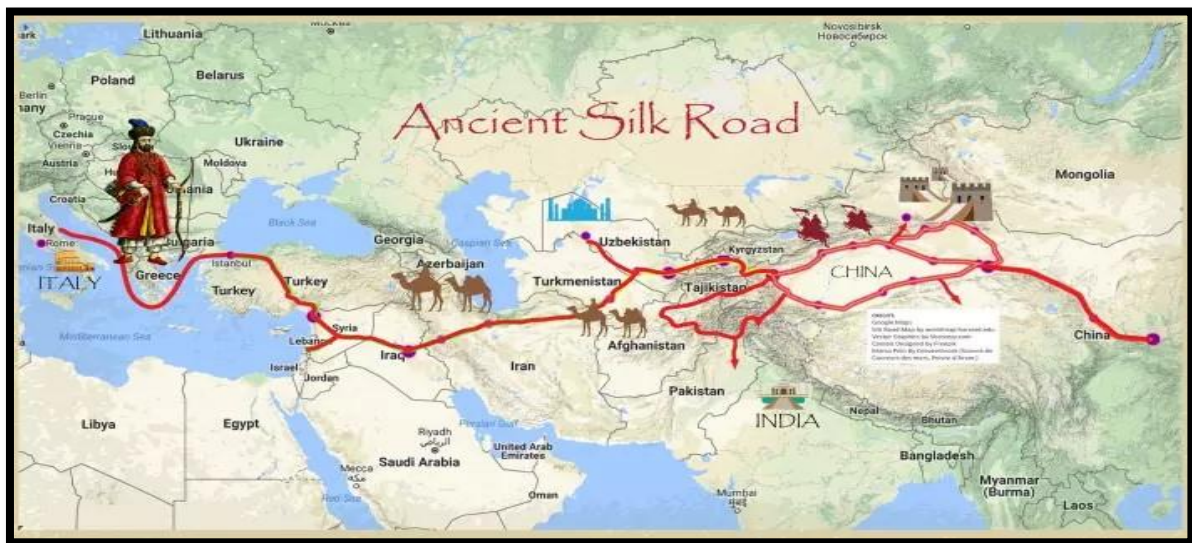 Novosibirsk
Новосибирск
Lithuania
Poland
Belarus
Berlin
Prague
Czechia
Vienna
Austria
Croatia
Moldova
Ukraine
Ancient Silk Road
Mongolia
Italy
Rome
ITALY
Greece
Black Sea
Istanbul
Turkey
Turkey
Georgia
Azerbaijan
Caspian Sea
Uzbekistan
Turkmenistan
Kyrgyzstan
Tajikistan
CHINA
China
Mediterranean Sea
Syria
Israel
Jordan
Iraq
Iran
Afghanistan
Pakistan
CREDITS
Google Maps
INDIA
Nepal
Bhutan
Bangladesh
Libya
Egypt
Riyadh
الرياض
Saudi Arabia
Persian Gulf
United Arab
Emirates
Mecca
مكة
Red Sea
Oman
Mumbai
Myanmar
(Burma)
Laos